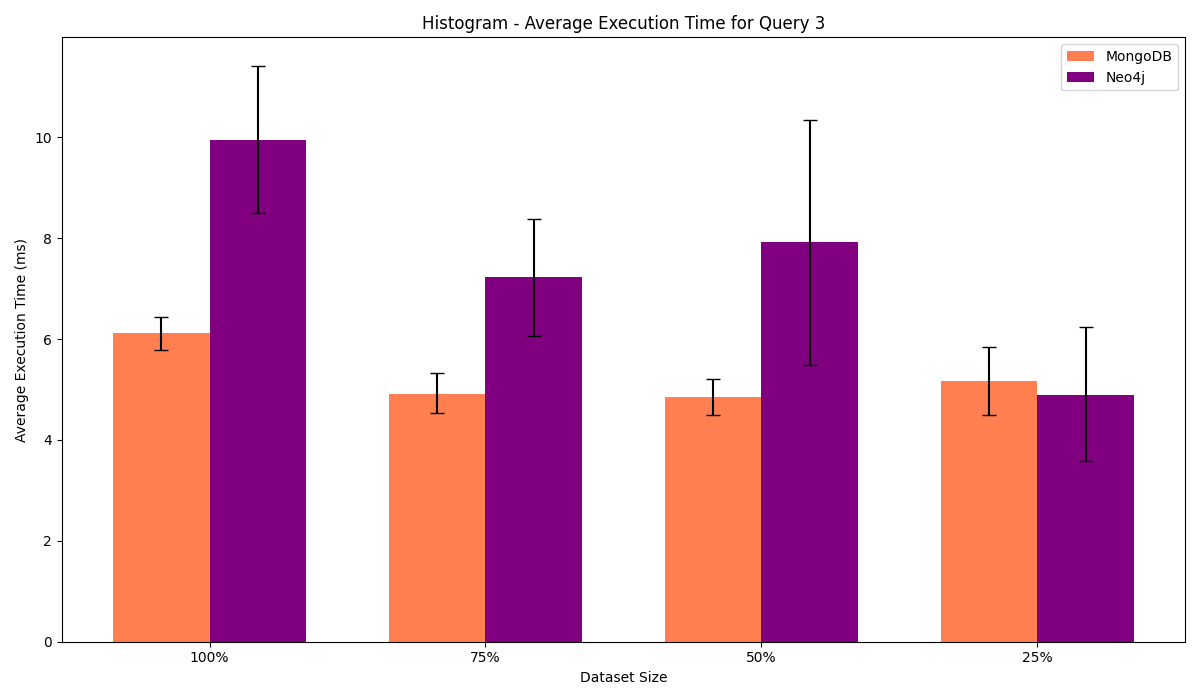 Histogram - Average Execution Time for Query 3
MongoDB
Neo4j
Average Execution Time (ms)
10
8
6
4
2
0
100%
75%
50%
25%
Dataset Size